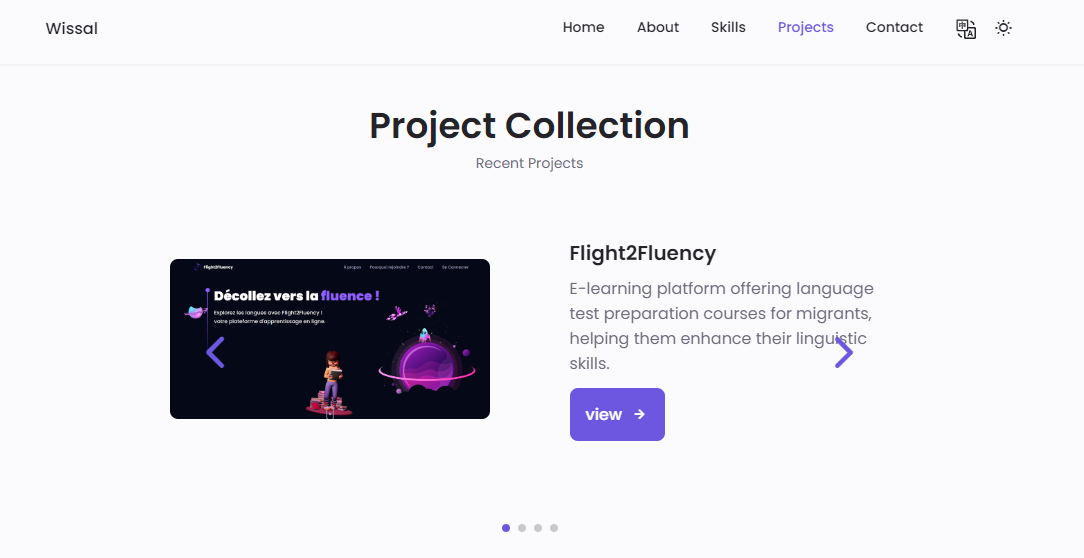 Wissal
Home About Skills Projects Contact
Project Collection
Recent Projects
Flight2Fluency
À propos Pourquoi rejoindre ? Contact Se Connecter
Décollez vers la fluence !
Explorez les langues avec Flight2Fluency !
votre plateforme d'apprentissage en ligne.
Flight2Fluency
E-learning platform offering language
test preparation courses for migrants,
helping them enhance their linguistic
skills.
view